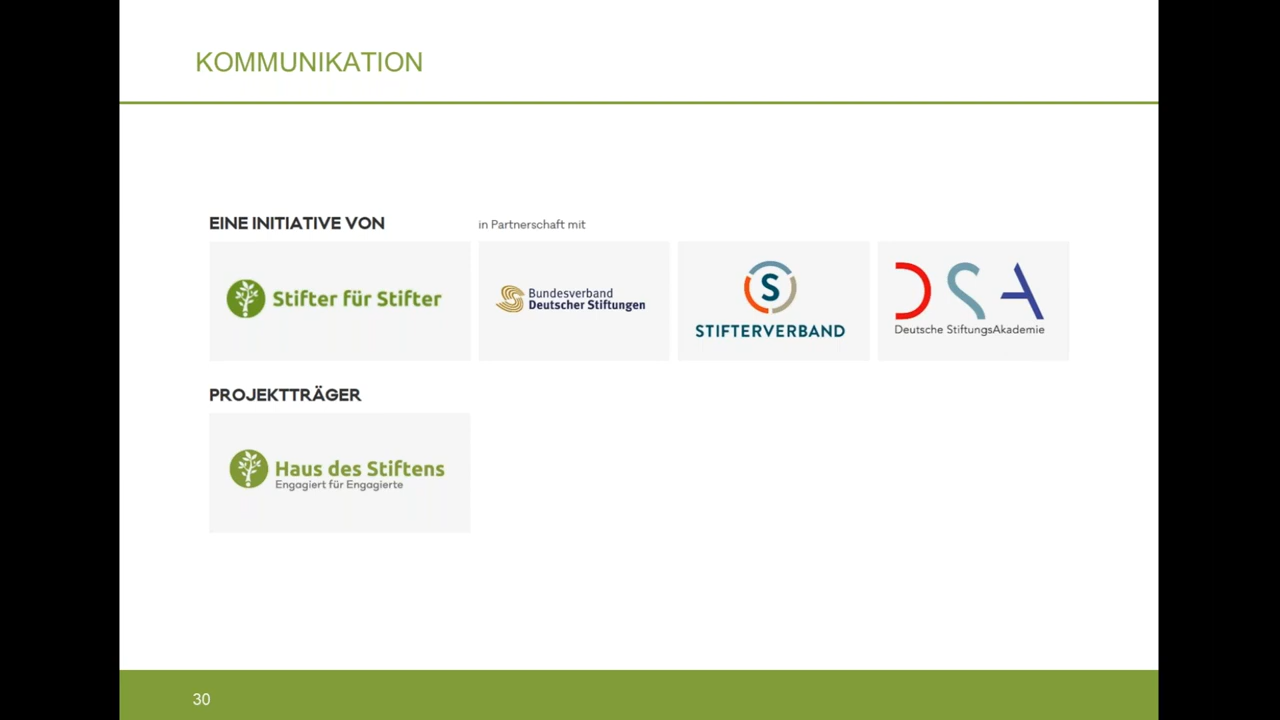 KOMMUNIKATION
EINE INITIATIVE VON
in Partnerschaft mit
Stifter für Stifter
Bundesverband
Deutscher Stiftungen
S
STIFTERVERBAND
DSA
Deutsche StiftungsAkademie
PROJEKTTRÄGER
Haus des Stiftens
Engagiert für Engagierte
30